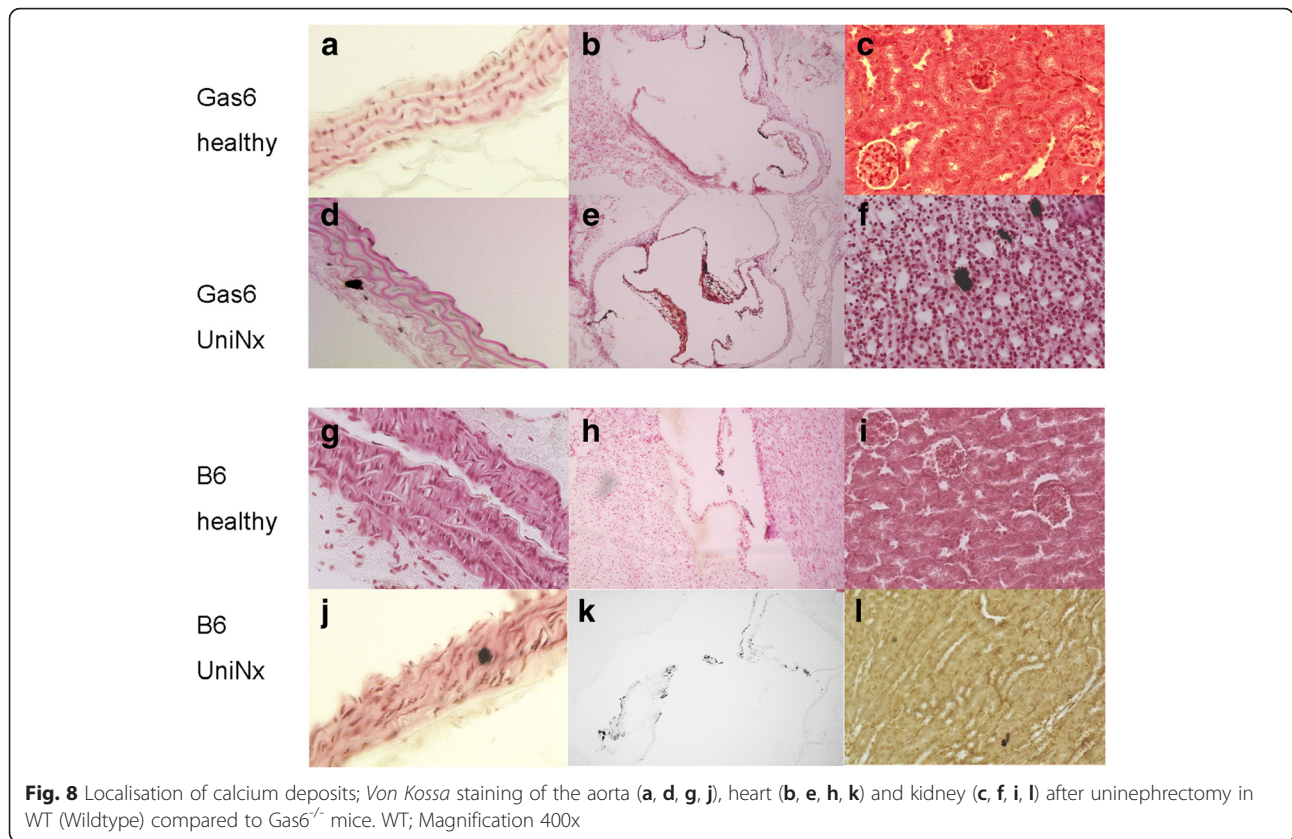 a b c
Gas6
healthy
d e f
Gas6
UniNx
g h i
B6
healthy
j k l
B6
UniNx
Fig. 8 Localisation of calcium deposits; Von Kossa staining of the aorta (a, d, g, j), heart (b, e, h, k) and kidney (c, f, i, l) after uninephrectomy in
WT (Wildtype) compared to Gas6-/- mice. WT; Magnification 400x